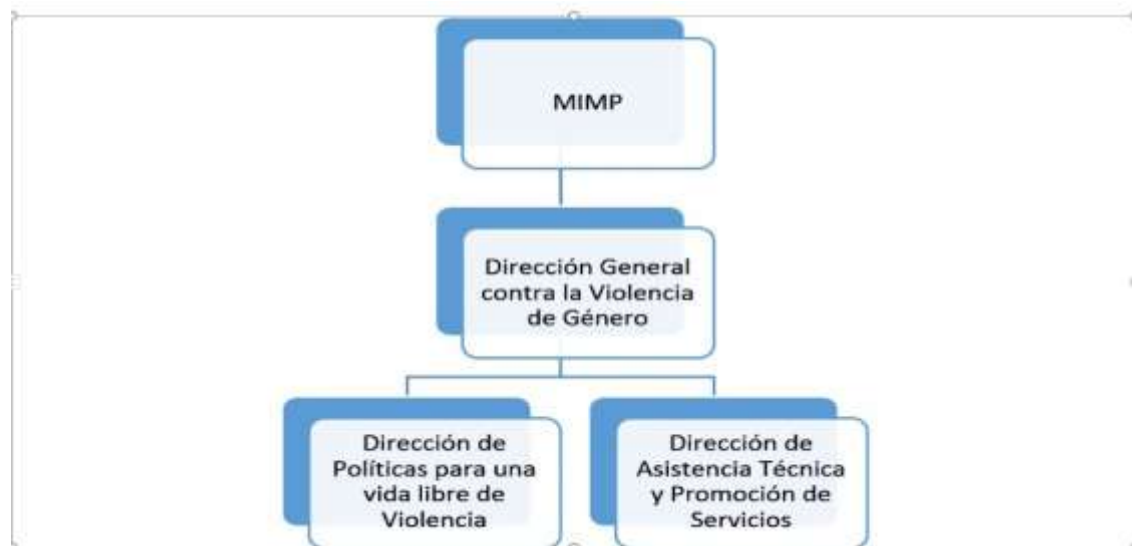 MIMP
Dirección General
contra la Violencia
de Género
Dirección de
Políticas para una
vida libre de
Violencia
Dirección de
Asistencia Técnica
y Promoción de
Servicios